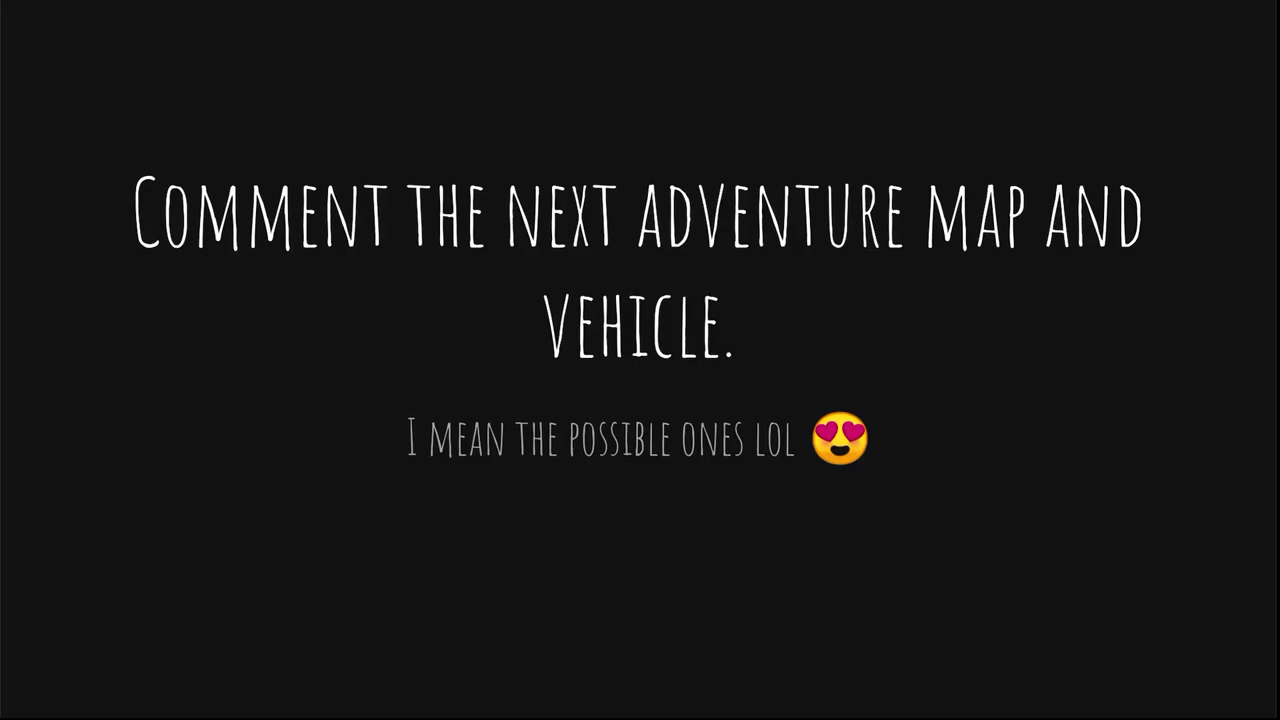 Comment the next adventure map and
vehicle.
I mean the possible ones lol 😍